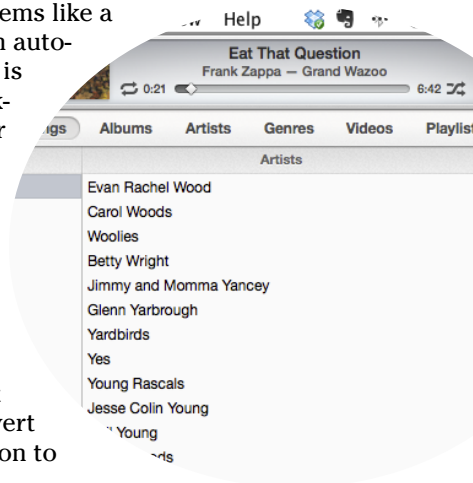 ems like a
auto-
is
Help
Eat That Question
Frank Zappa — Grand Wazoo
0:21
6:42
Albums Artists Genres Videos Playlist
Artists
Evan Rachel Wood
Carol Woods
Woolies
Betty Wright
Jimmy and Momma Yancey
Glenn Yarbrough
Yardbirds
Yes
Young Rascals
Jesse Colin Young
Young
vert
on to